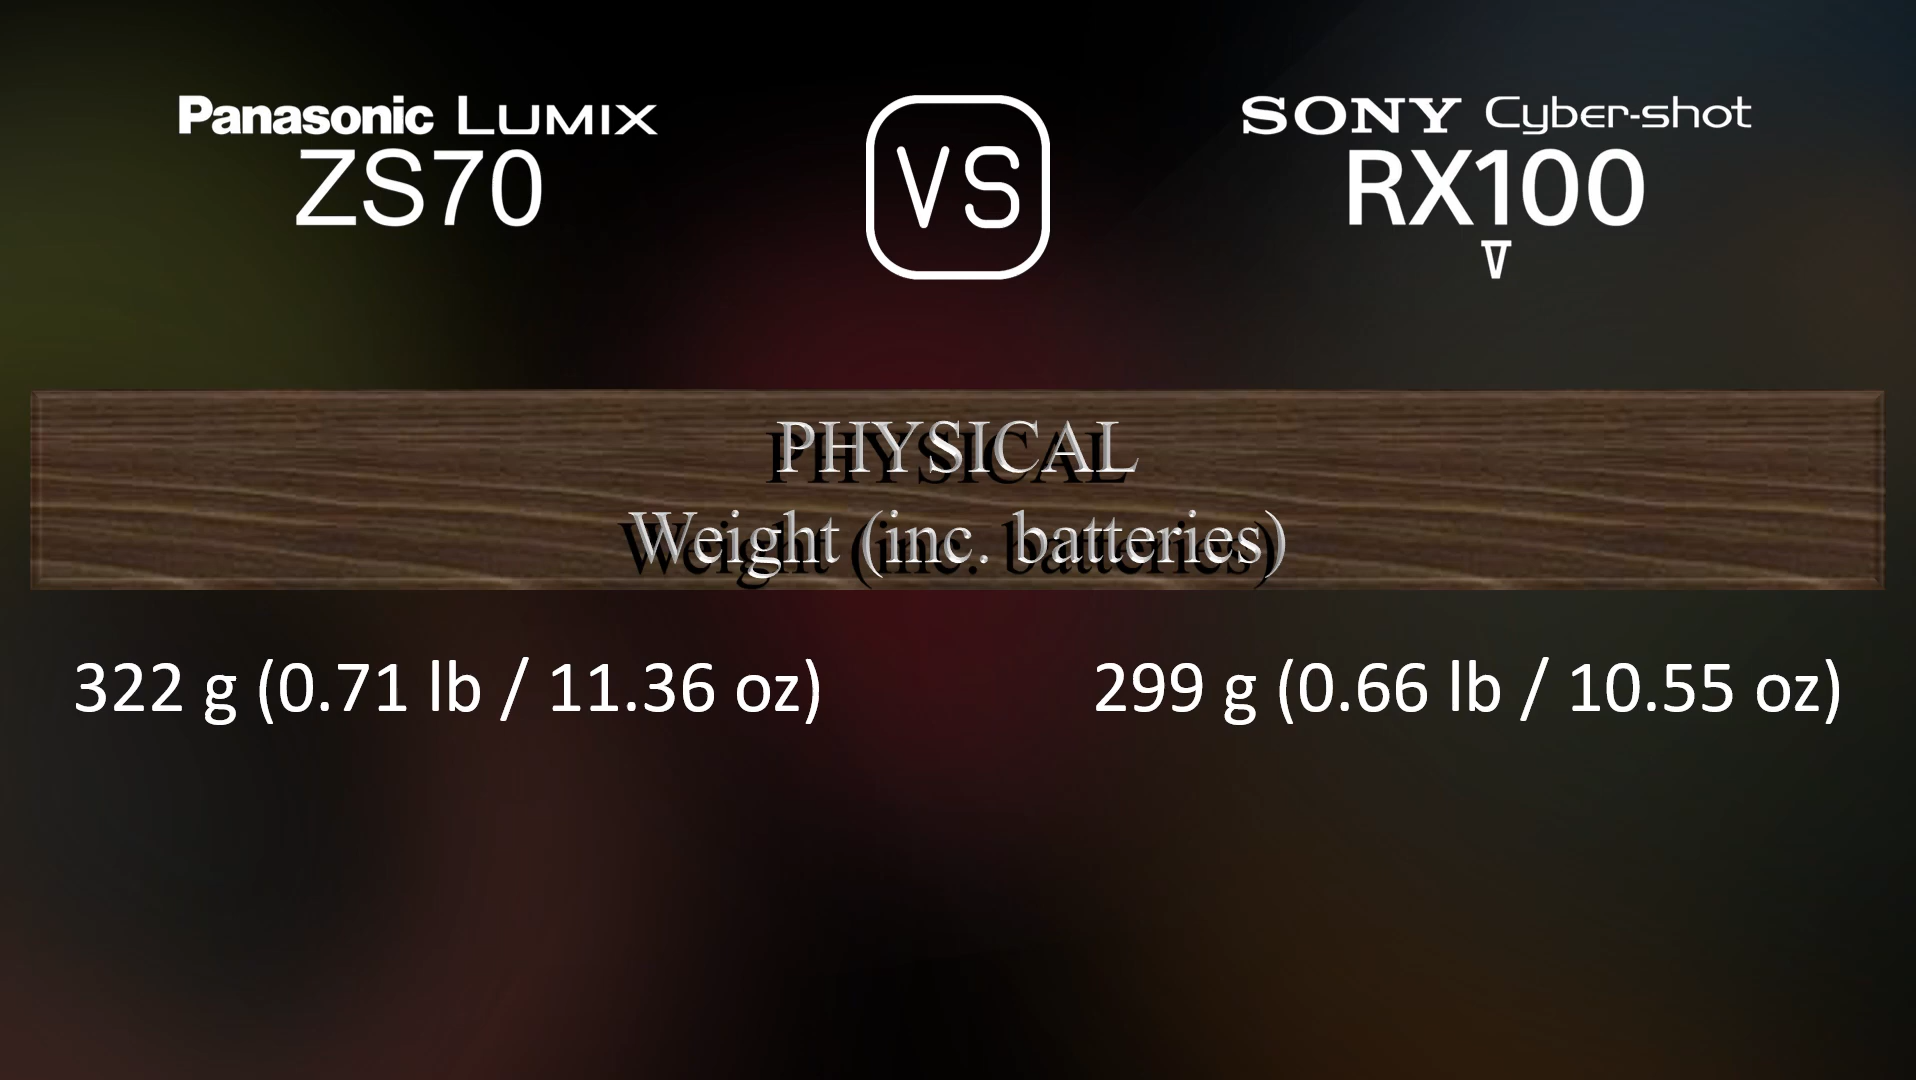 Panasonic LUMIX
ZS70
VS
SONY Cyber-shot
RX100
V
PHYSICAL
Weight (inc. batteries)
322 g (0.71 lb / 11.36 oz)
299 g (0.66 lb / 10.55 oz)